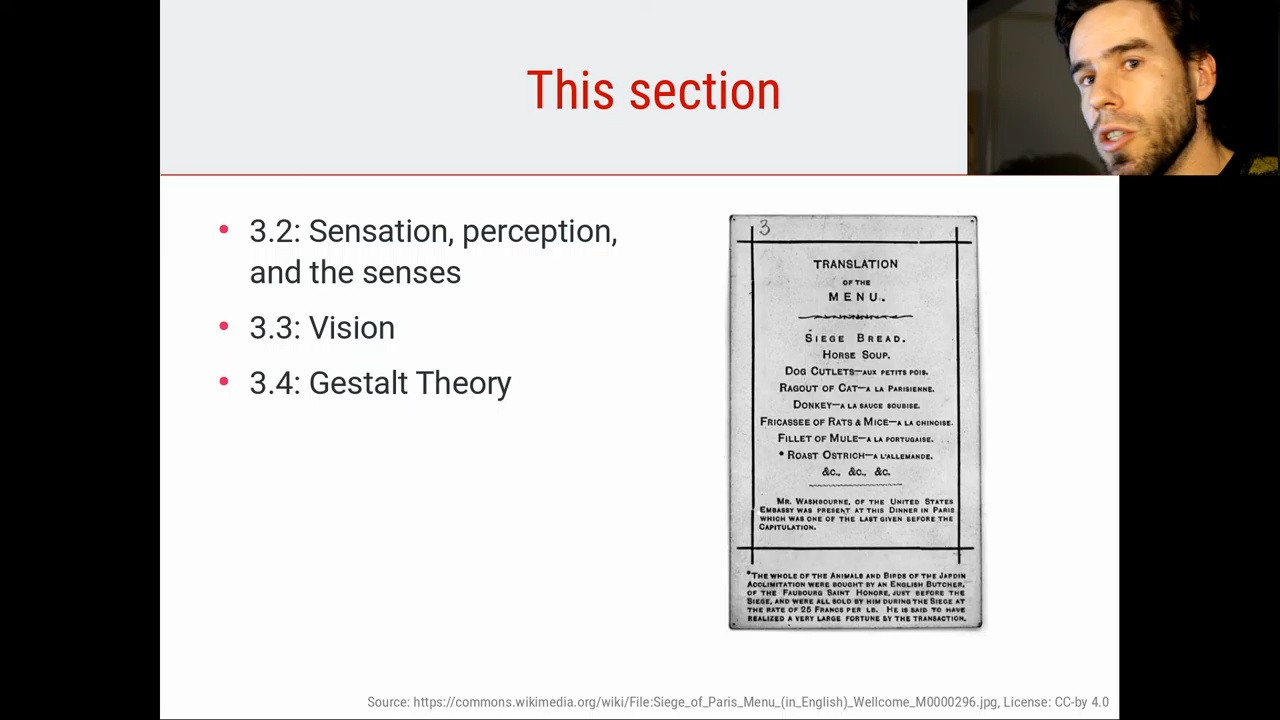 This section
• 3.2: Sensation, perception,
and the senses
• 3.3: Vision
• 3.4: Gestalt Theory
3
TRANSLATION
OF THE
MENU.
SIEGE BREAD.
HORSE SOUP.
DOG CUTLETS—AUX PETITS POIS.
RAGOUT OF CAT—A LA PARISIENNE.
DONKEY—A LA SAUCE SOUBISE.
FRICASSEE OF RATS & MICE—A LA CHINOISE.
FILLET OF MULE—A LA PORTUGAISE.
* ROAST OSTRICH—A L'ALLEMANDE.
&c., &c., &c.
MR. WASHBOURNE, OF THE UNITED STATES
EMBASSY WAS PRESENT AT THIS DINNER IN PARIS
WHICH WAS ONE OF THE LAST GIVEN BEFORE THE
CAPITULATION.
*THE WHOLE OF THE ANIMALS AND BIRDS OF THE JARDIN
ACCLIMITATION WERE BOUGHT BY AN ENGLISH BUTCHER,
OF THE FAUBOURG SAINT HONORE, JUST BEFORE THE
SIEGE, AND WERE ALL SOLD BY HIM DURING THE SIEGE AT
THE RATE OF 25 FRANCS PER LB. HE IS SAID TO HAVE
REALIZED A VERY LARGE FORTUNE BY THE TRANSACTION.
Source: https://commons.wikimedia.org/wiki/File:Siege_of_Paris_Menu_(in_English)_Wellcome_M0000296.jpg, License: CC-by 4.0